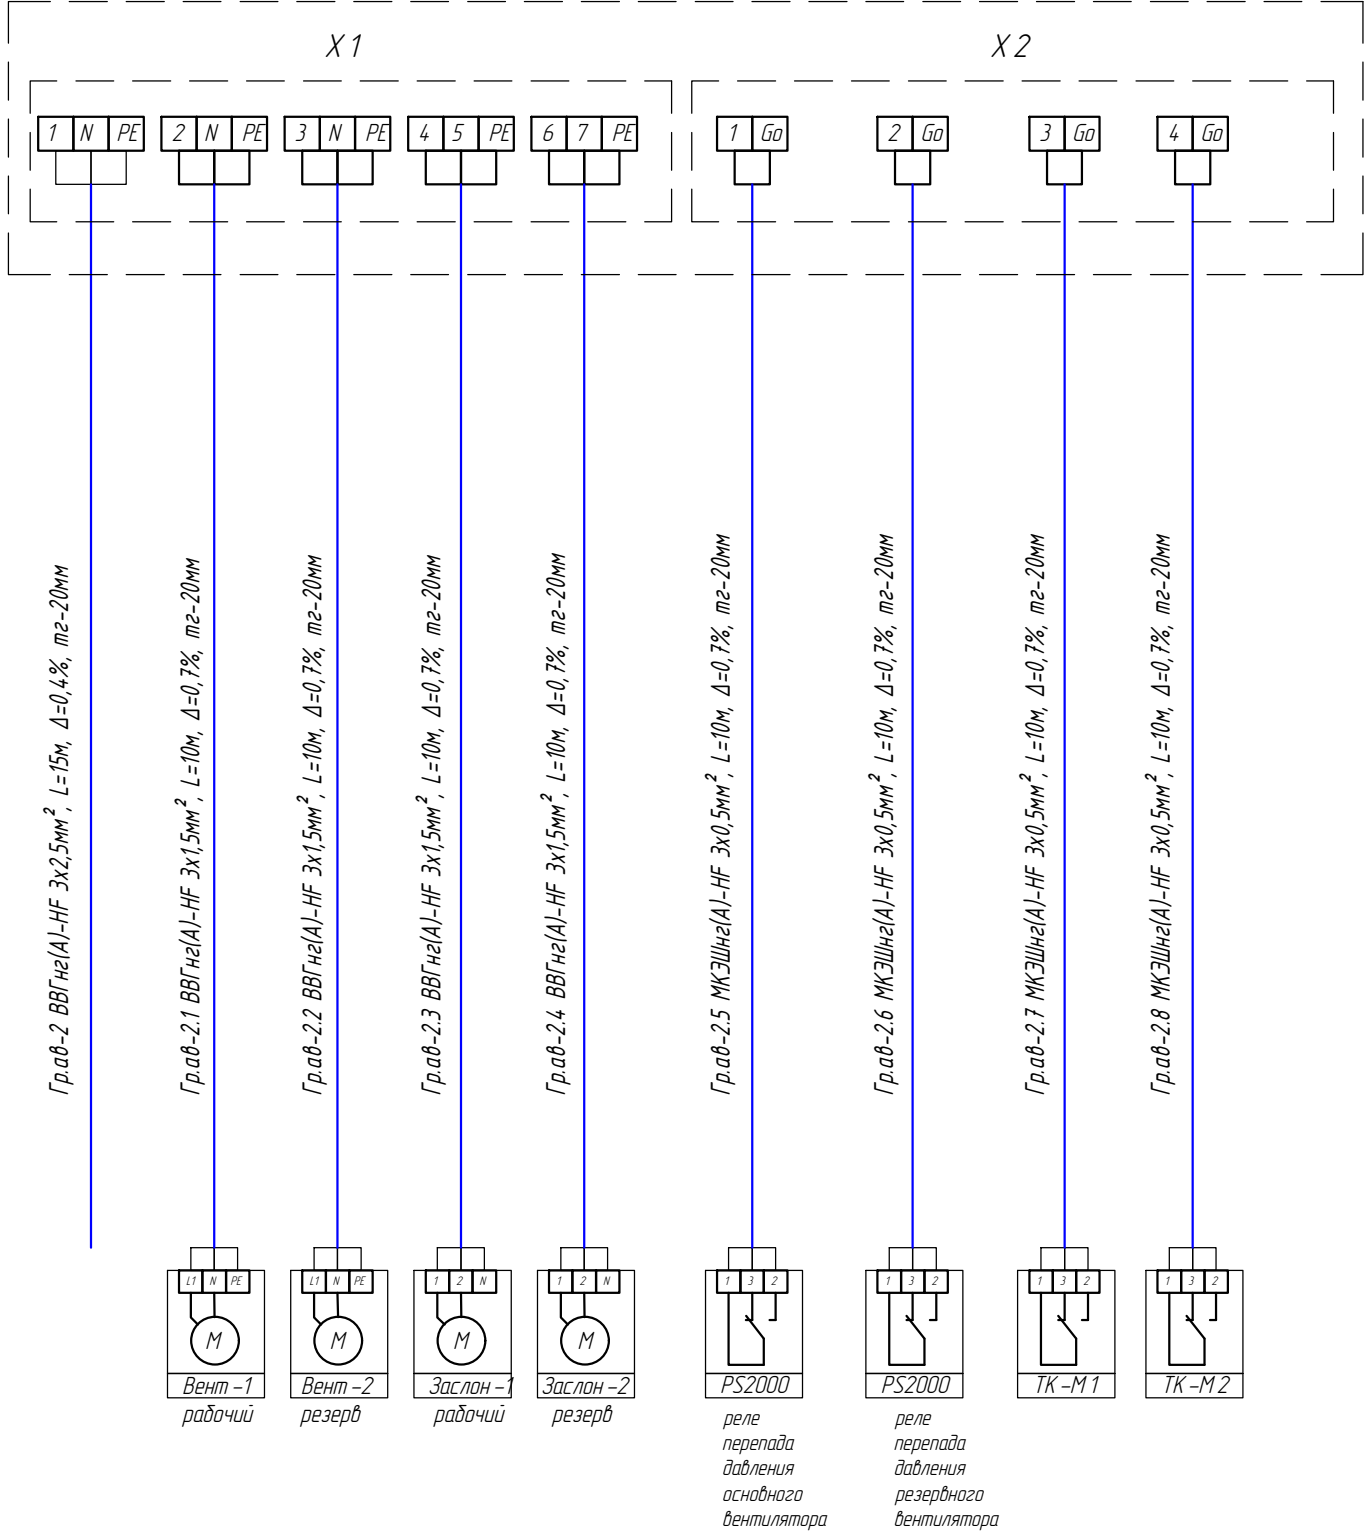 X1
X2
1 N PE
2 N PE
3 N PE
4 5 PE
6 7 PE
1 Go
2 Go
3 Go
4 Go
Гр.ав-2 ВВГнг(А)-HF 3х2,5мм², L=15м, Δ=0,4%, тг-20мм
Гр.ав-2.1 ВВГнг(А)-HF 3х1,5мм², L=10м, Δ=0,7%, тг-20мм
Гр.ав-2.2 ВВГнг(А)-HF 3х1,5мм², L=10м, Δ=0,7%, тг-20мм
Гр.ав-2.3 ВВГнг(А)-HF 3х1,5мм², L=10м, Δ=0,7%, тг-20мм
Гр.ав-2.4 ВВГнг(А)-HF 3х1,5мм², L=10м, Δ=0,7%, тг-20мм
Гр.ав-2.5 МКЭШнг(А)-HF 3х0,5мм², L=10м, Δ=0,7%, тг-20мм
Гр.ав-2.6 МКЭШнг(А)-HF 3х0,5мм², L=10м, Δ=0,7%, тг-20мм
Гр.ав-2.7 МКЭШнг(А)-HF 3х0,5мм², L=10м, Δ=0,7%, тг-20мм
Гр.ав-2.8 МКЭШнг(А)-HF 3х0,5мм², L=10м, Δ=0,7%, тг-20мм
L1 N PE
M
Вент-1
рабочий
L1 N PE
M
Вент-2
резерв
1 2 N
M
Заслон-1
рабочий
1 2 N
M
Заслон-2
резерв
1 3 2
PS2000
реле
перепада
давления
основного
вентилятора
1 3 2
PS2000
реле
перепада
давления
резервного
вентилятора
1 3 2
ТК-М1
1 3 2
ТК-М2